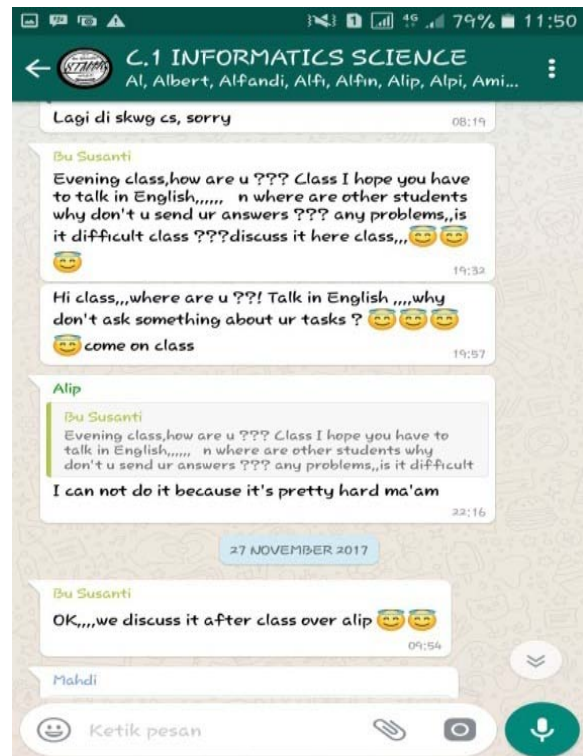 1 4G 79% 11:50
C.1 INFORMATICS SCIENCE
Al, Albert, Alfandi, Alfi, Alfin, Alip, Alpi, Ami...
Lagi di skwg cs, sorry
08:19
Bu Susanti
Evening class,how are u ??? Class I hope you have
to talk in English,,,,,, n where are other students
why don't u send ur answers ??? any problems,,is
it difficult class ???discuss it here class,,,😇😇
😇
19:32
Hi class,,,where are u ??! Talk in English ,,,,why
don't ask something about ur tasks ? 😇😇😇
😇come on class
19:57
Alip
Bu Susanti
Evening class,how are u ??? Class I hope you have to
talk in English,,,,,, n where are other students why
don't u send ur answers ??? any problems,,is it difficult
I can not do it because it's pretty hard ma'am
22:16
27 NOVEMBER 2017
Bu Susanti
OK,,,,we discuss it after class over alip 😇😇
09:54
Mahdi
Ketik pesan